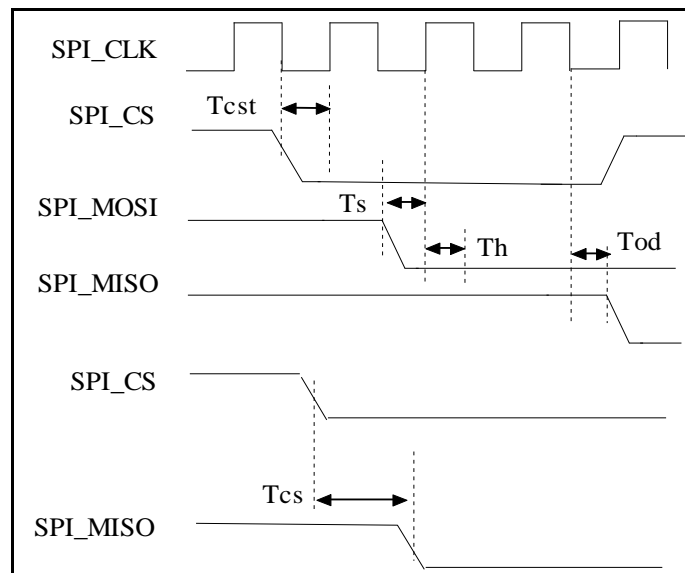 SPI_CLK
Tcst
SPI_CS
SPI_MOSI
Ts
Th
Tod
SPI_MISO
SPI_CS
Tcs
SPI_MISO